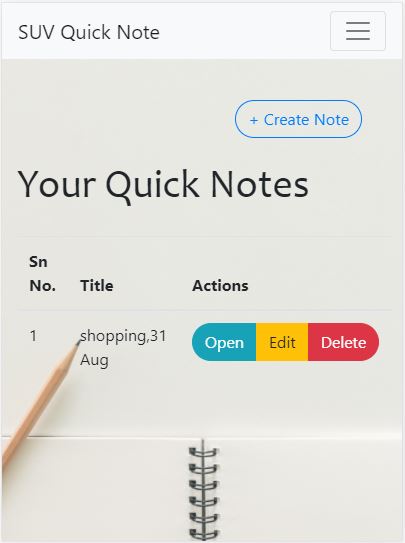 SUV Quick Note
+ Create Note
Your Quick Notes
Sn
No. Title Actions
1 shopping,31 Open Edit Delete
Aug